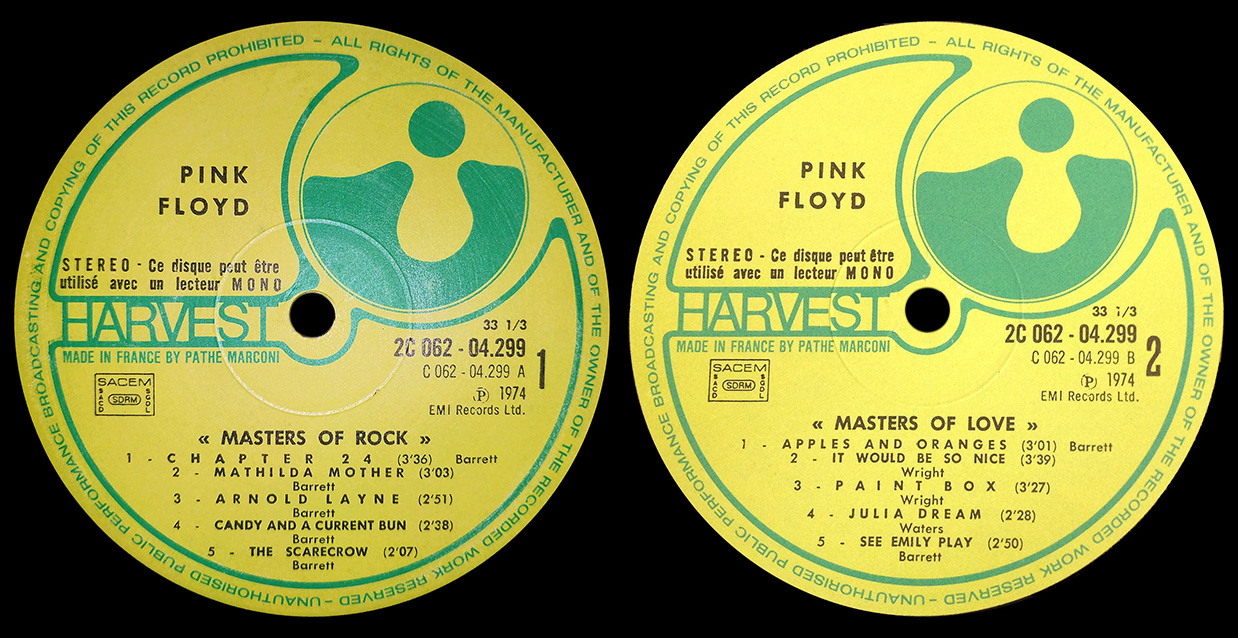 UNAUTHORISED PUBLIC PERFORMANCE BROADCASTING AND COPYING OF THIS RECORD PROHIBITED – ALL RIGHTS OF THE MANUFACTURER AND OF THE OWNER OF THE RECORDED WORK RESERVED –
PINK
FLOYD
STEREO - Ce disque peut être
utilisé avec un lecteur MONO
HARVEST
MADE IN FRANCE BY PATHE MARCONI
33 1/3
2C 062 - 04.299
1
C 062 - 04.299 A
Ⓟ 1974
EMI Records Ltd.
SACEM
SACD
SDRM
SGDL
« MASTERS OF ROCK »
1 - CHAPTER 24 (3'36) Barrett
2 - MATHILDA MOTHER (3'03)
Barrett
3 - ARNOLD LAYNE (2'51)
Barrett
4 - CANDY AND A CURRENT BUN (2'38)
Barrett
5 - THE SCARECROW (2'07)
Barrett
UNAUTHORISED PUBLIC PERFORMANCE BROADCASTING AND COPYING OF THIS RECORD PROHIBITED – ALL RIGHTS OF THE MANUFACTURER AND OF THE OWNER OF THE RECORDED WORK RESERVED –
PINK
FLOYD
STEREO - Ce disque peut être
utilisé avec un lecteur MONO
HARVEST
MADE IN FRANCE BY PATHE MARCONI
33 1/3
2C 062 - 04.299
2
C 062 - 04.299 B
Ⓟ 1974
EMI Records Ltd.
SACEM
SACD
SDRM
SGDL
« MASTERS OF LOVE »
1 - APPLES AND ORANGES (3'01) Barrett
2 - IT WOULD BE SO NICE (3'39)
Wright
3 - PAINT BOX (3'27)
Wright
4 - JULIA DREAM (2'28)
Waters
5 - SEE EMILY PLAY (2'50)
Barrett